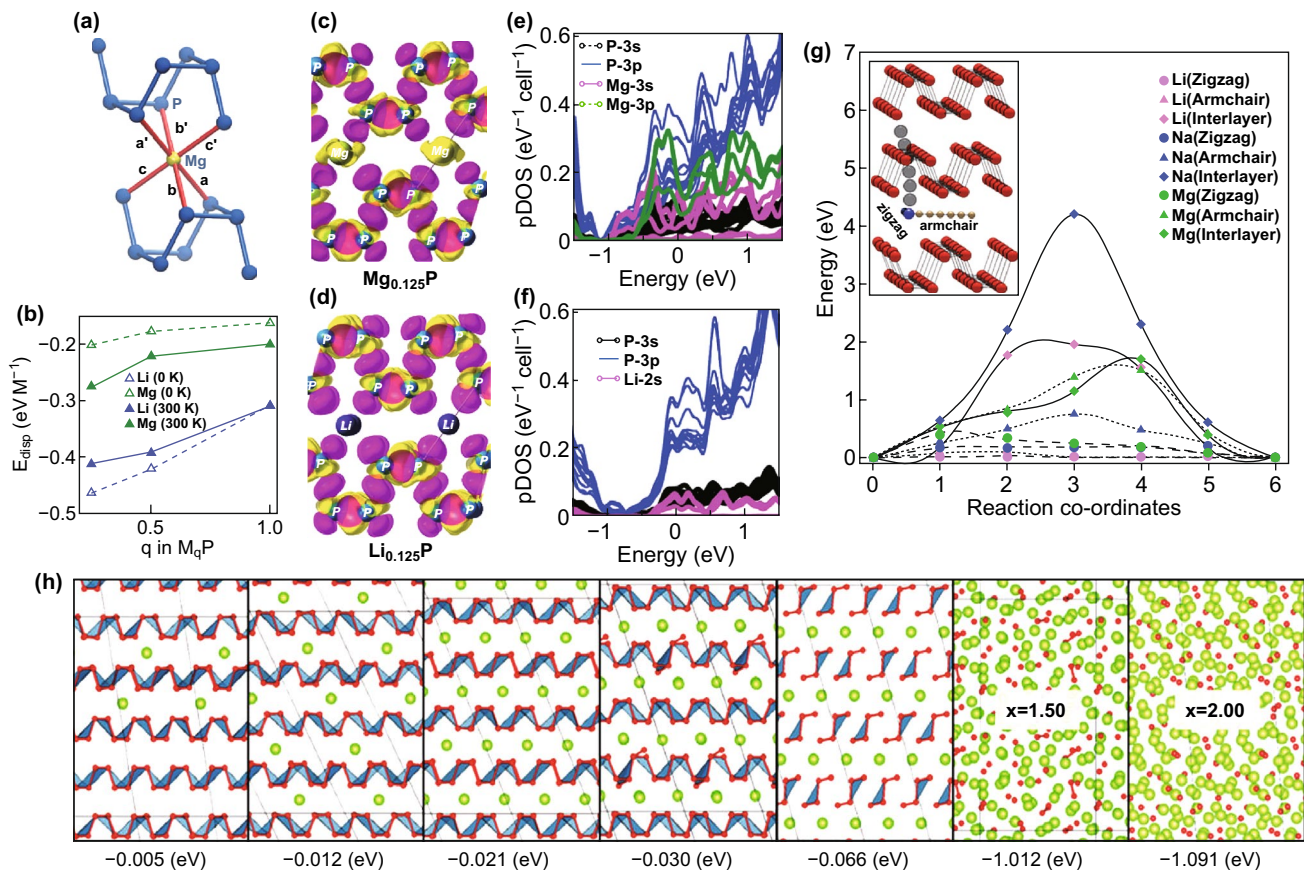 (a)
P
b'
a'
c'
Mg
c
a
b
(b)
−0.2
−0.3
−0.4
−0.5
E_disp (eV M⁻¹)
Li (0 K)
Mg (0 K)
Li (300 K)
Mg (300 K)
0.5
1.0
q in M_qP
(c)
P P P P
P P
Mg Mg
P P
P P P P
Mg₀.₁₂₅P
(d)
P P P P
P P
Li Li
P P
P P P P
Li₀.₁₂₅P
(e)
0.6
0.4
0.2
0
pDOS (eV⁻¹ cell⁻¹)
P-3s
P-3p
Mg-3s
Mg-3p
−1 0 1
Energy (eV)
(f)
0.6
0.4
0.2
0
pDOS (eV⁻¹ cell⁻¹)
P-3s
P-3p
Li-2s
−1 0 1
Energy (eV)
(g)
7
6
5
4
3
2
1
0
Energy (eV)
zigzag
armchair
Li(Zigzag)
Li(Armchair)
Li(Interlayer)
Na(Zigzag)
Na(Armchair)
Na(Interlayer)
Mg(Zigzag)
Mg(Armchair)
Mg(Interlayer)
0 1 2 3 4 5 6
Reaction co-ordinates
(h)
x=1.50
x=2.00
−0.005 (eV)
−0.012 (eV)
−0.021 (eV)
−0.030 (eV)
−0.066 (eV)
−1.012 (eV)
−1.091 (eV)